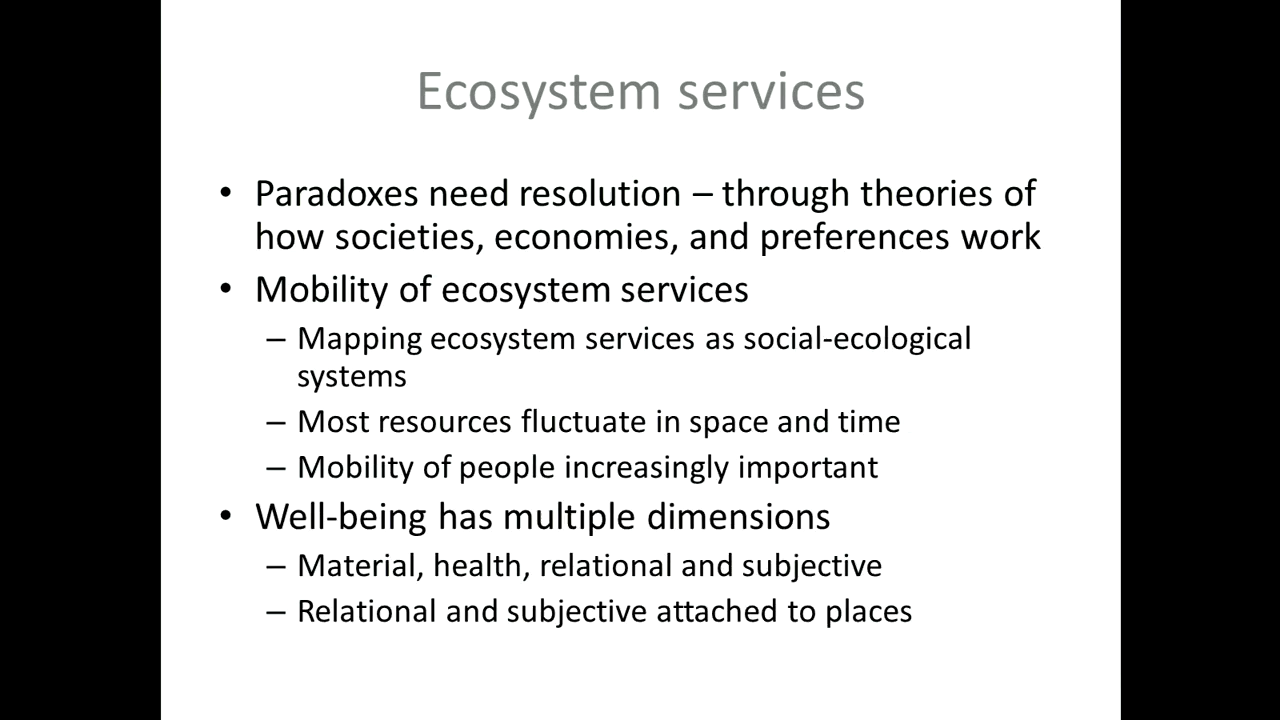 Ecosystem services
• Paradoxes need resolution – through theories of
how societies, economies, and preferences work
• Mobility of ecosystem services
– Mapping ecosystem services as social-ecological
systems
– Most resources fluctuate in space and time
– Mobility of people increasingly important
• Well-being has multiple dimensions
– Material, health, relational and subjective
– Relational and subjective attached to places